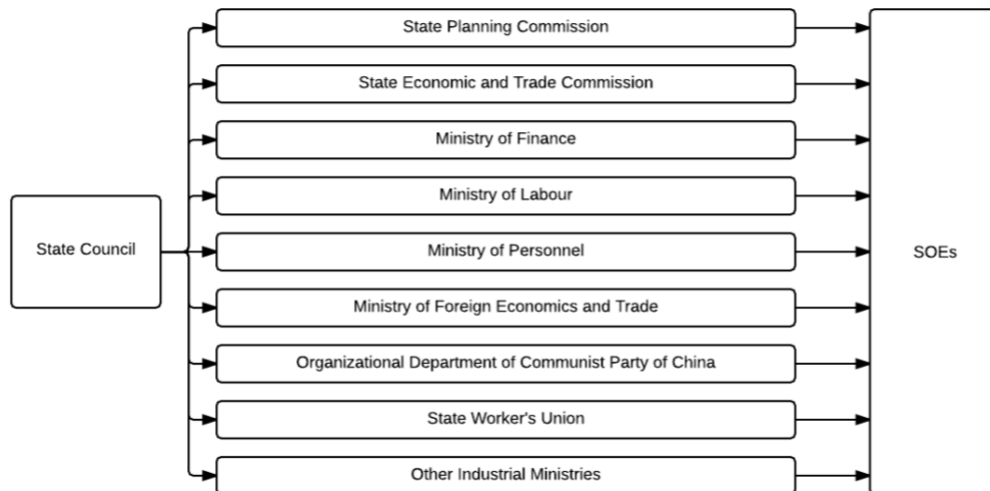 State Planning Commission
State Economic and Trade Commission
Ministry of Finance
Ministry of Labour
State Council
Ministry of Personnel
SOEs
Ministry of Foreign Economics and Trade
Organizational Department of Communist Party of China
State Worker's Union
Other Industrial Ministries